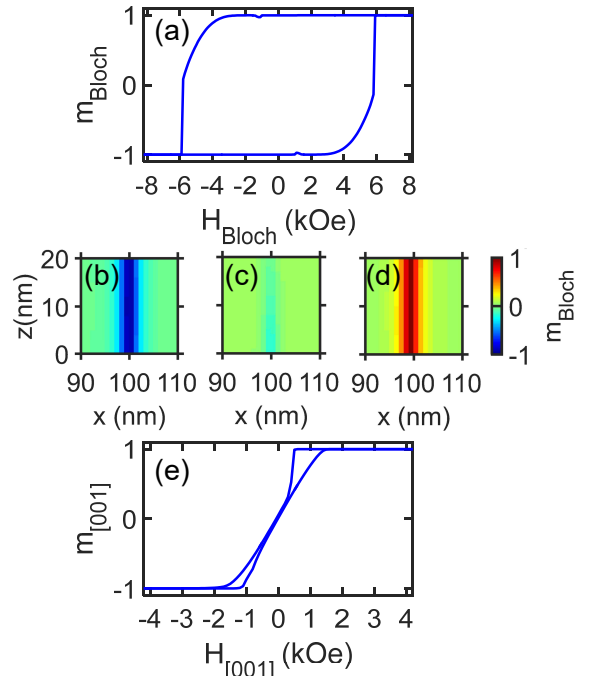 (a)
m_Bloch
1
0
-1
-8 -6 -4 -2 0 2 4 6 8
H_Bloch (kOe)
(b) (c) (d)
z(nm)
20
10
0
90 100 110 90 100 110 90 100 110
x (nm) x (nm) x (nm)
1
0
-1
m_Bloch
(e)
m_[001]
1
0
-1
-4 -3 -2 -1 0 1 2 3 4
H_[001] (kOe)